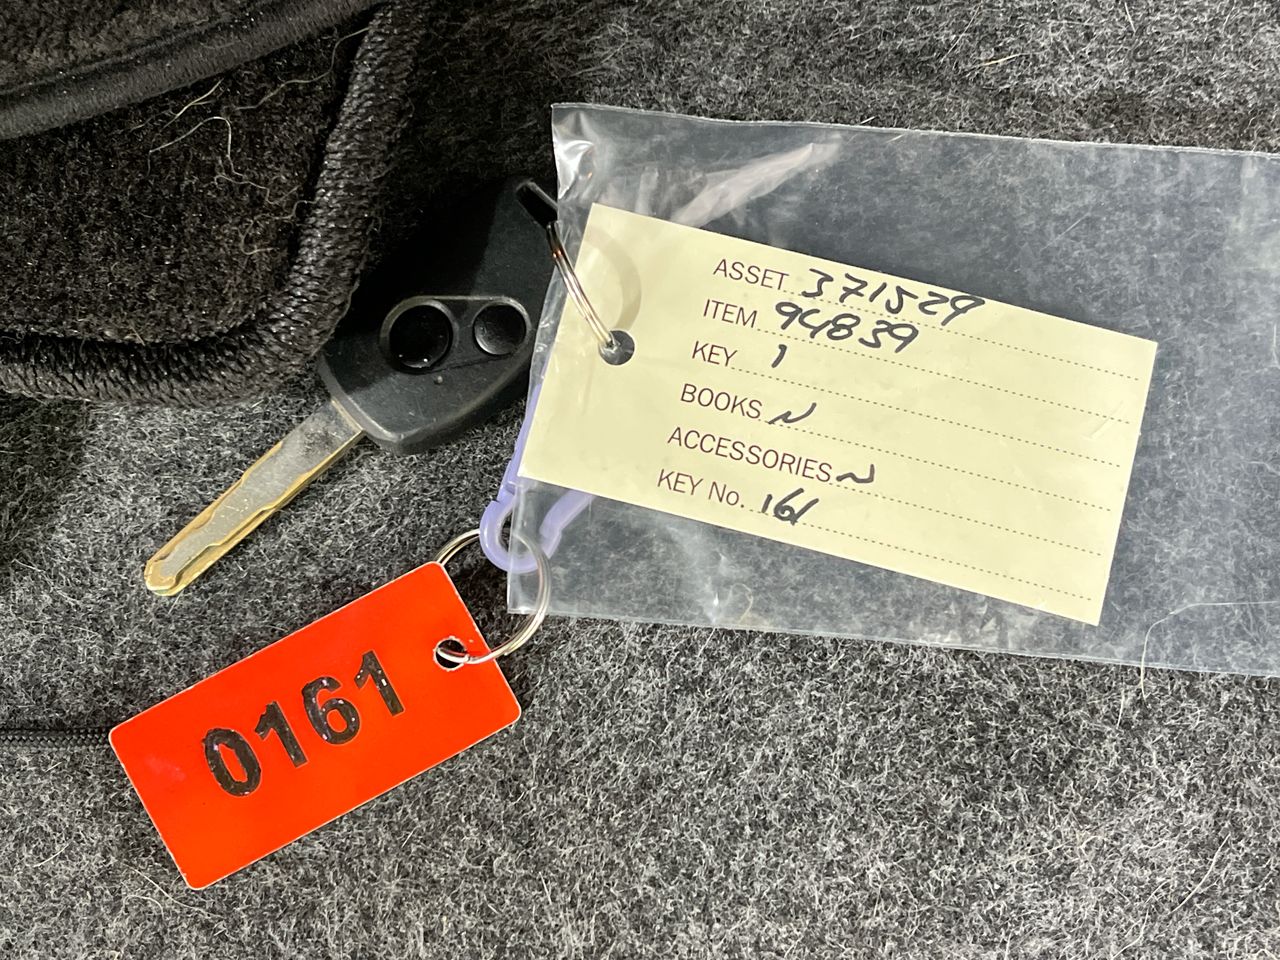 ASSET 371529
ITEM 94839
KEY 1
BOOKS N
ACCESSORIES N
KEY No. 161
0161